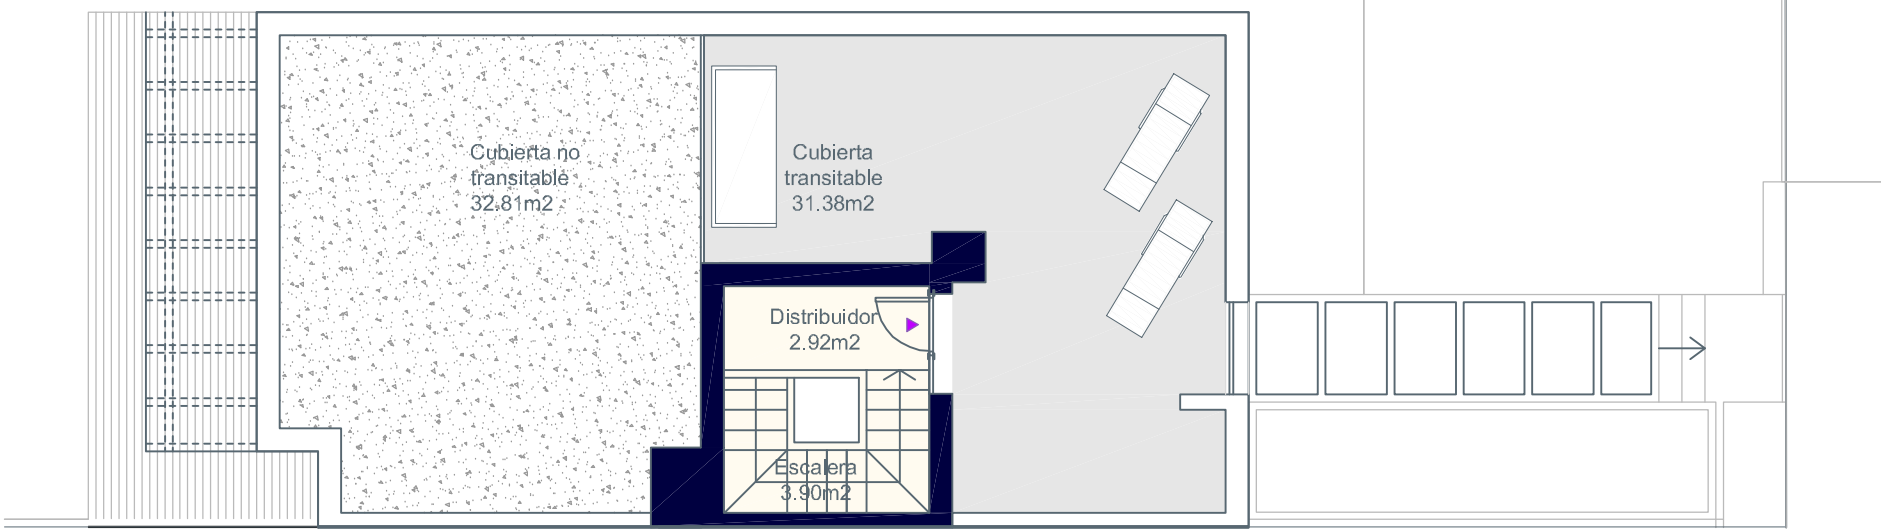 Cubierta no
transitable
32.81m2
Cubierta
transitable
31.38m2
Distribuidor
2.92m2
Escalera
3.90m2